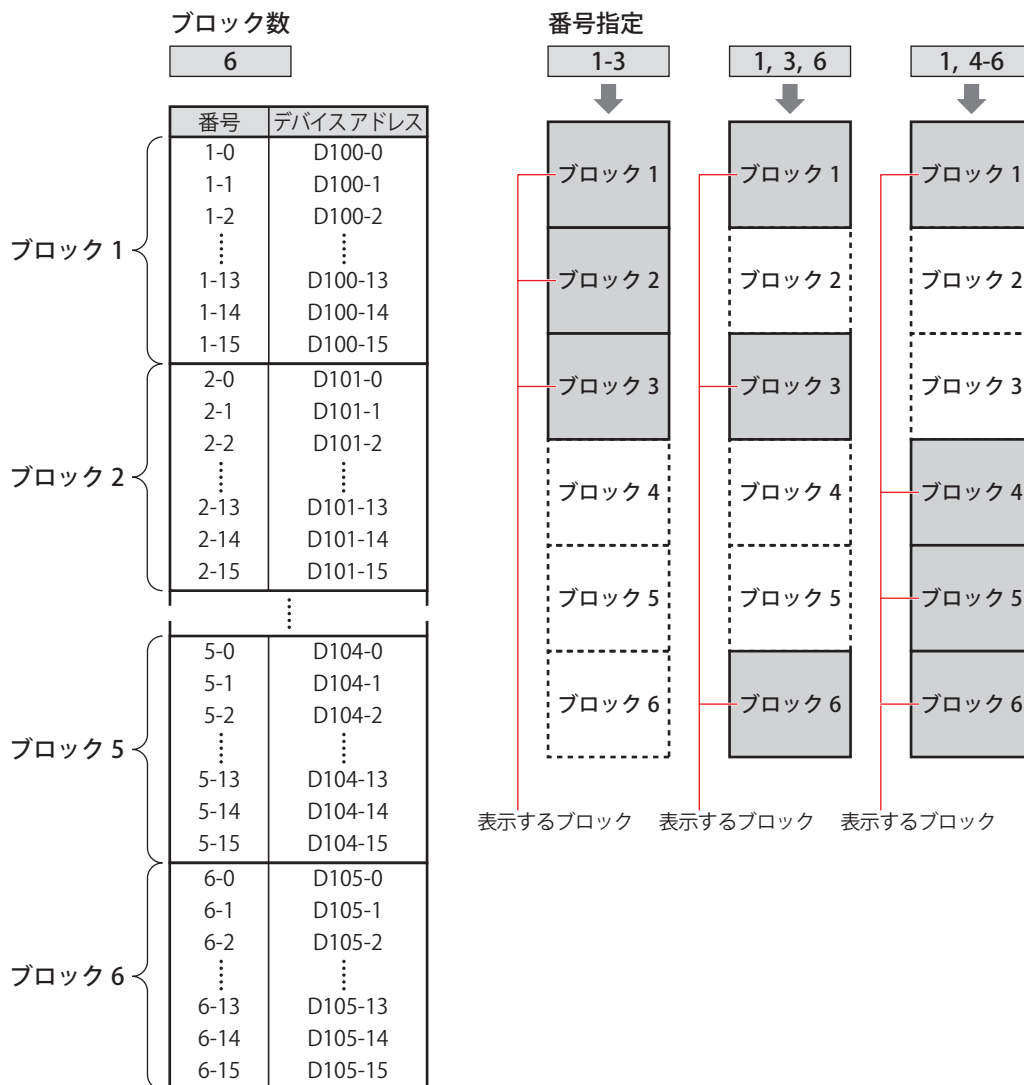 ブロック数
6
番号 デバイスアドレス
ブロック 1
1-0 D100-0
1-1 D100-1
1-2 D100-2
1-13 D100-13
1-14 D100-14
1-15 D100-15
ブロック 2
2-0 D101-0
2-1 D101-1
2-2 D101-2
2-13 D101-13
2-14 D101-14
2-15 D101-15
ブロック 5
5-0 D104-0
5-1 D104-1
5-2 D104-2
5-13 D104-13
5-14 D104-14
5-15 D104-15
ブロック 6
6-0 D105-0
6-1 D105-1
6-2 D105-2
6-13 D105-13
6-14 D105-14
6-15 D105-15
番号指定
1-3
ブロック 1
ブロック 2
ブロック 3
ブロック 4
ブロック 5
ブロック 6
表示するブロック
1, 3, 6
ブロック 1
ブロック 2
ブロック 3
ブロック 4
ブロック 5
ブロック 6
表示するブロック
1, 4-6
ブロック 1
ブロック 2
ブロック 3
ブロック 4
ブロック 5
ブロック 6
表示するブロック